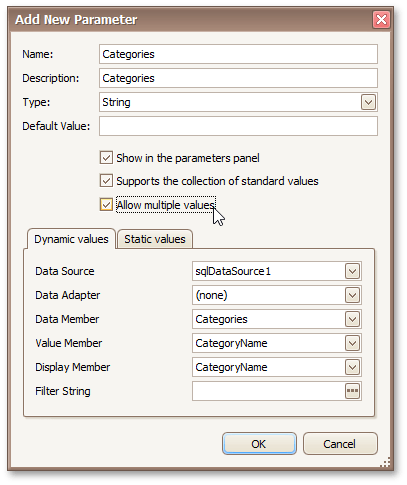 Add New Parameter
Name: Categories
Description: Categories
Type: String
Default Value:
Show in the parameters panel
Supports the collection of standard values
Allow multiple values
Dynamic values Static values
Data Source sqlDataSource1
Data Adapter (none)
Data Member Categories
Value Member CategoryName
Display Member CategoryName
Filter String
OK Cancel